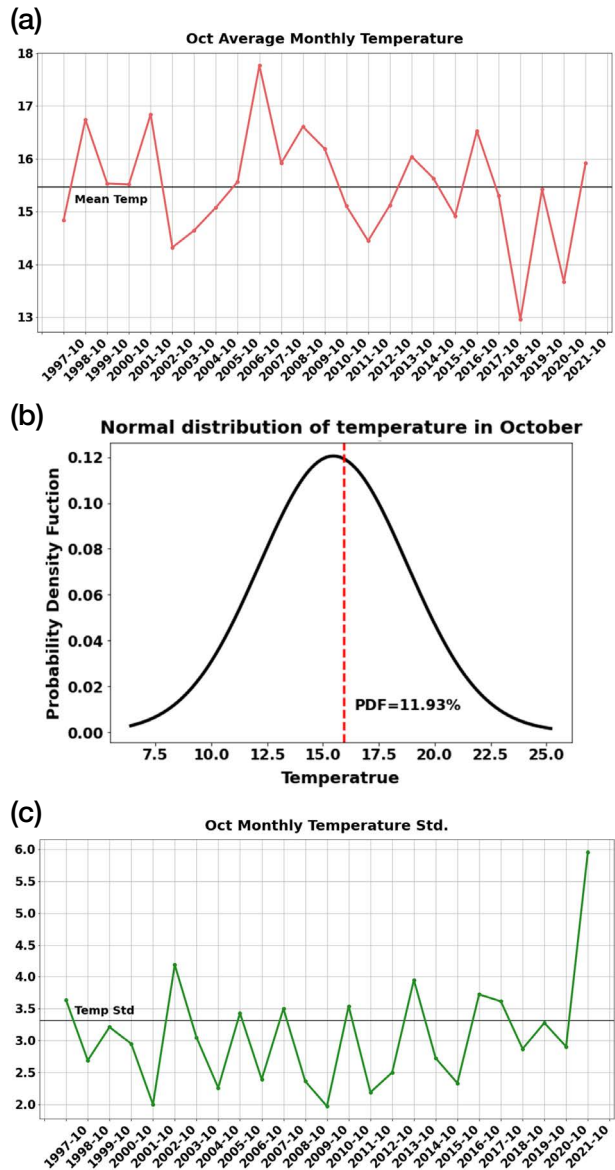 (a)
Oct Average Monthly Temperature
18
17
16
15
14
13
Mean Temp
1997-10 1998-10 1999-10 2000-10 2001-10 2002-10 2003-10 2004-10 2005-10 2006-10 2007-10 2008-10 2009-10 2010-10 2011-10 2012-10 2013-10 2014-10 2015-10 2016-10 2017-10 2018-10 2019-10 2020-10 2021-10
(b)
Normal distribution of temperature in October
Probability Density Fuction
0.12
0.10
0.08
0.06
0.04
0.02
0.00
PDF=11.93%
7.5 10.0 12.5 15.0 17.5 20.0 22.5 25.0
Temperatrue
(c)
Oct Monthly Temperature Std.
6.0
5.5
5.0
4.5
4.0
3.5
3.0
2.5
2.0
Temp Std
1997-10 1998-10 1999-10 2000-10 2001-10 2002-10 2003-10 2004-10 2005-10 2006-10 2007-10 2008-10 2009-10 2010-10 2011-10 2012-10 2013-10 2014-10 2015-10 2016-10 2017-10 2018-10 2019-10 2020-10 2021-10